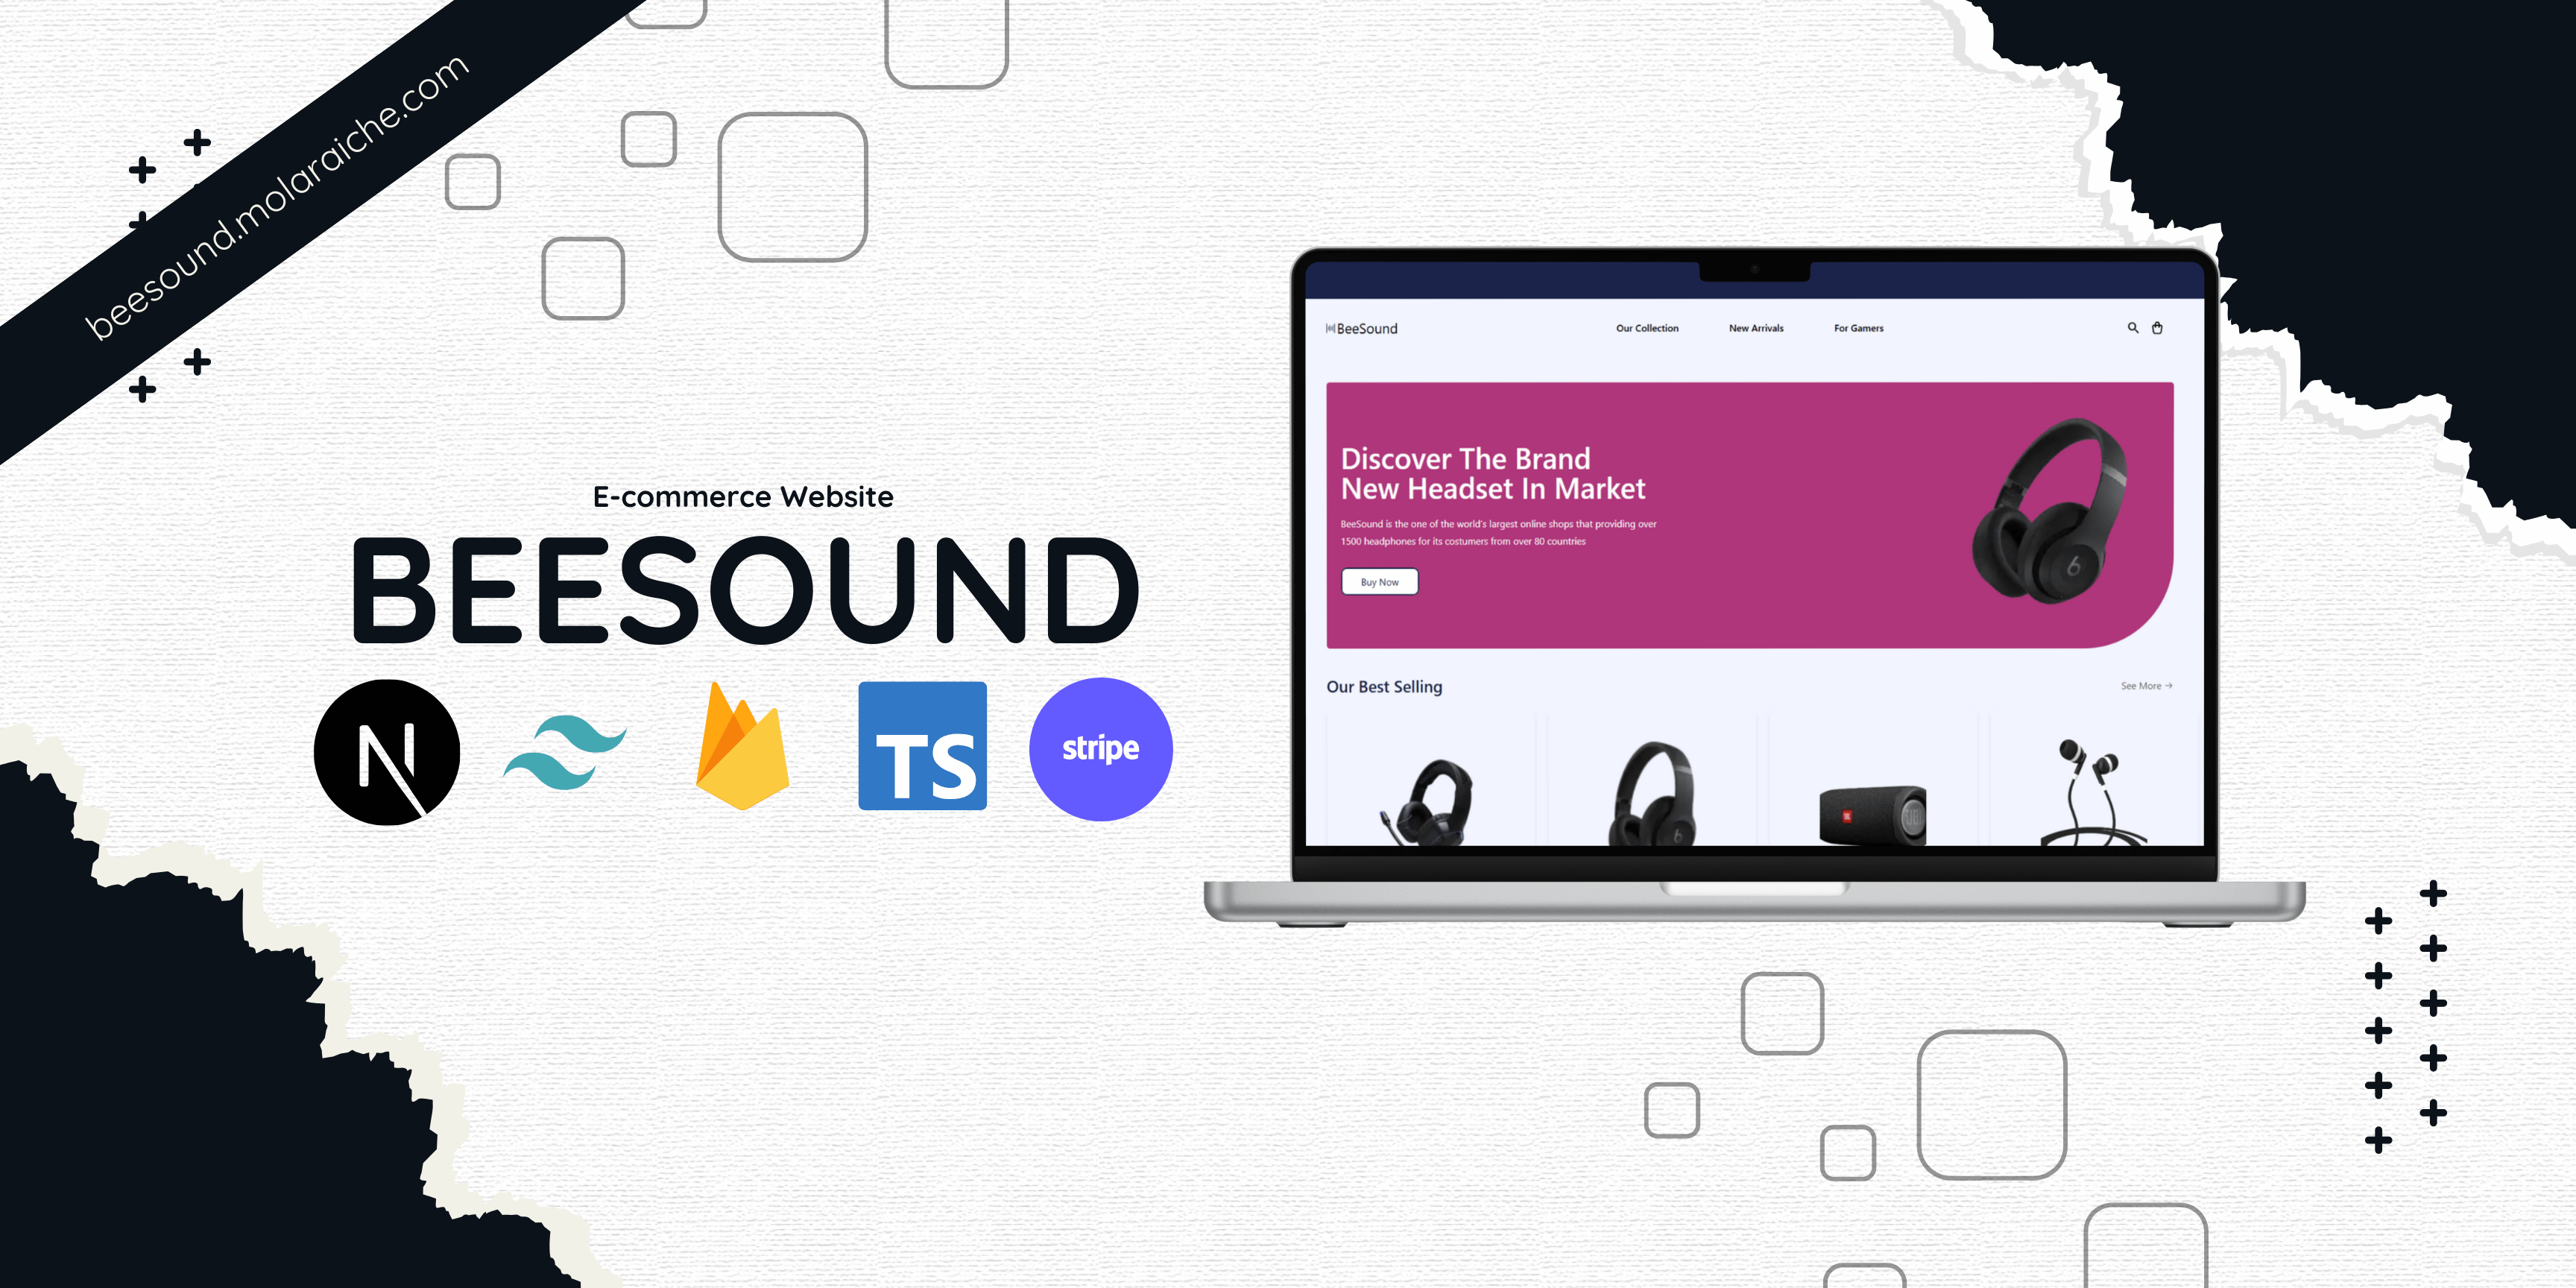 beesound.molaraiche.com
E-commerce Website
BEESOUND
N
TS
stripe
BeeSound
Our Collection
New Arrivals
For Gamers
Discover The Brand
New Headset In Market
BeeSound is the one of the world's largest online shops that providing over
1500 headphones for its costumers from over 80 countries
Buy Now
b
Our Best Selling
See More →
b
JBL
JBL